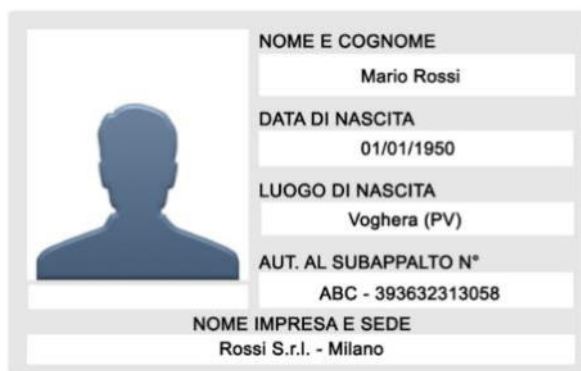 NOME E COGNOME
Mario Rossi
DATA DI NASCITA
01/01/1950
LUOGO DI NASCITA
Voghera (PV)
AUT. AL SUBAPPALTO N°
ABC - 393632313058
NOME IMPRESA E SEDE
Rossi S.r.l. - Milano